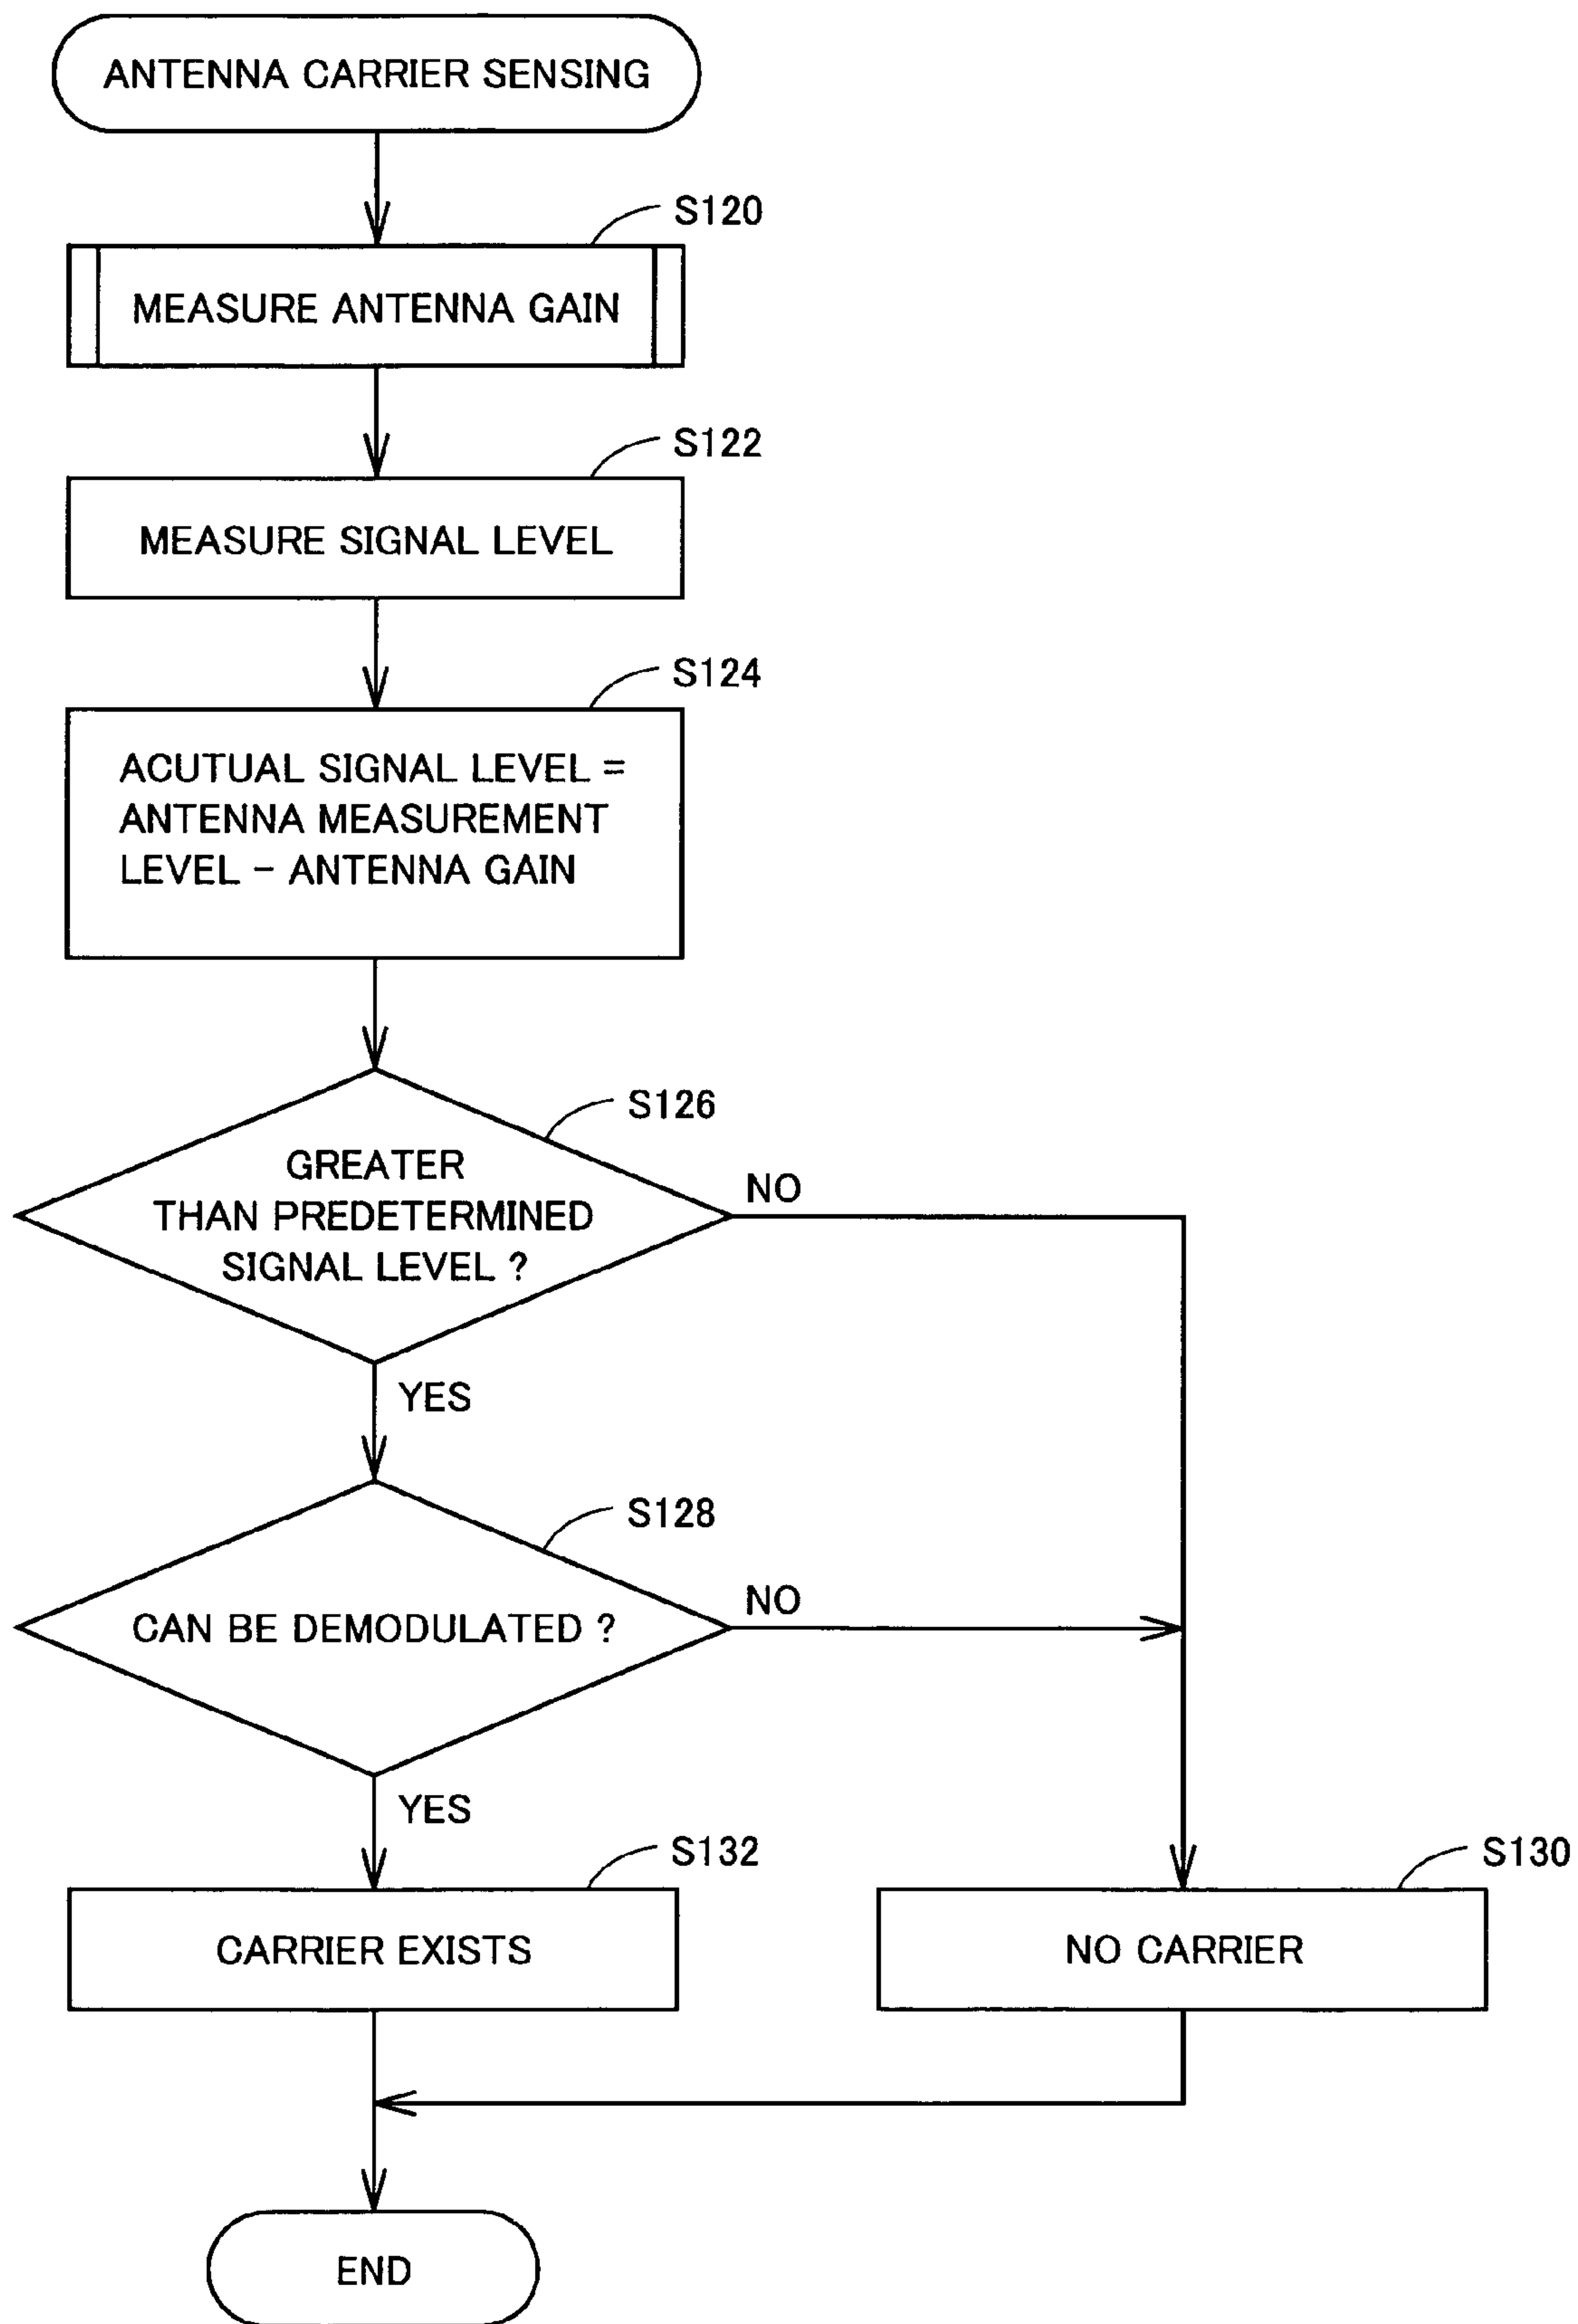 ANTENNA CARRIER SENSING
S120
MEASURE ANTENNA GAIN
S122
MEASURE SIGNAL LEVEL
S124
ACUTUAL SIGNAL LEVEL =
ANTENNA MEASUREMENT
LEVEL - ANTENNA GAIN
S126
GREATER
THAN PREDETERMINED
SIGNAL LEVEL ?
NO
YES
S128
CAN BE DEMODULATED ?
NO
YES
S132
CARRIER EXISTS
S130
NO CARRIER
END